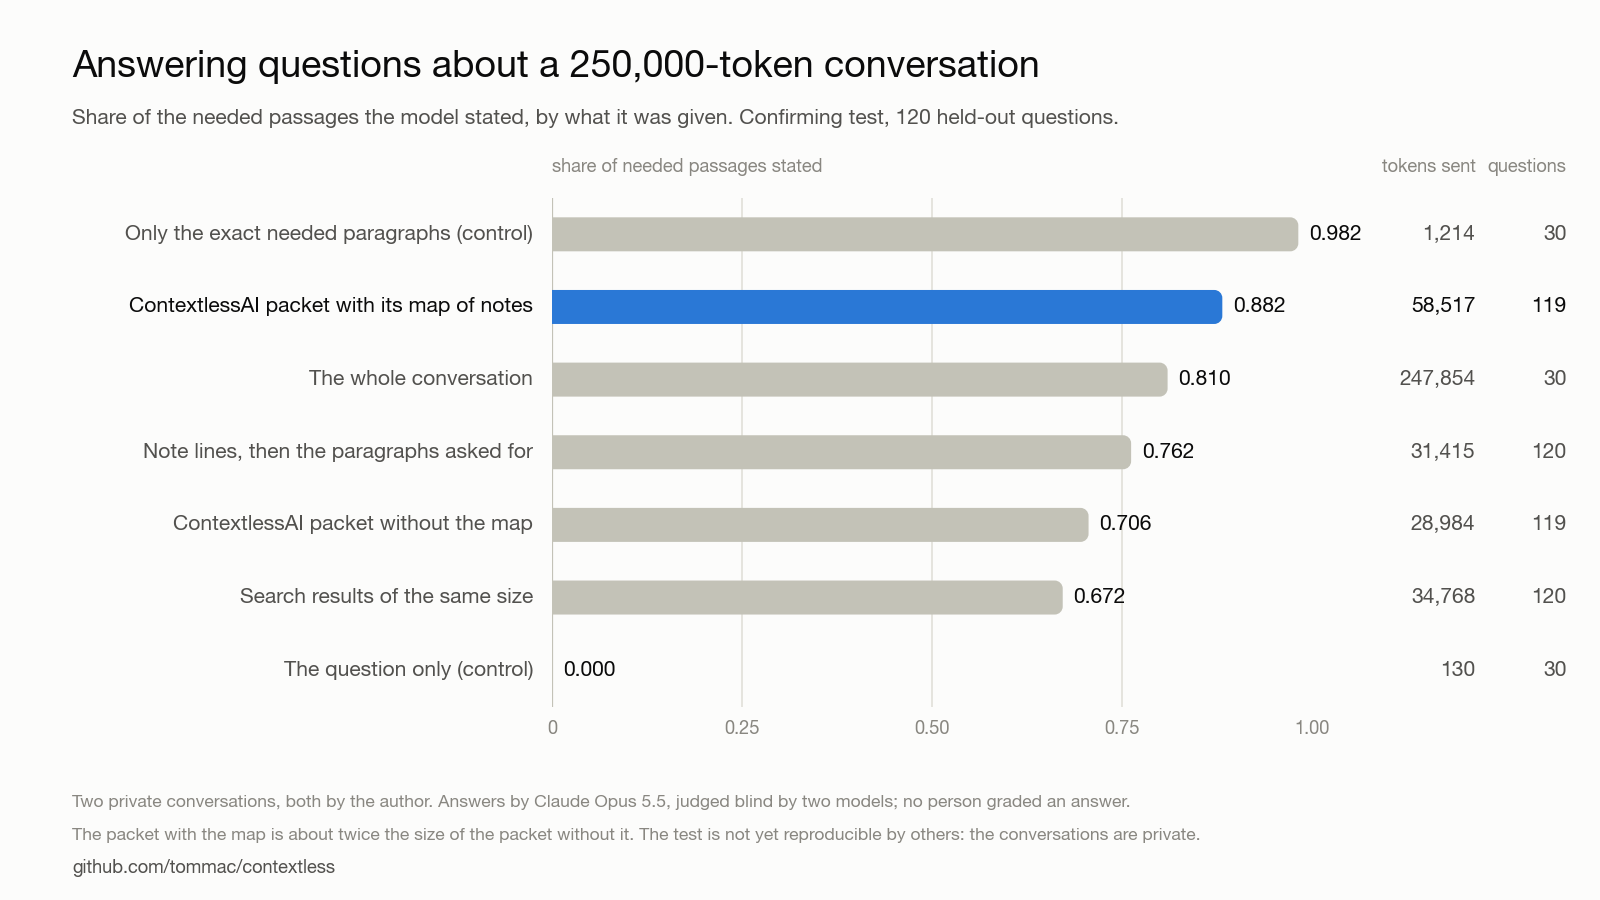 Answering questions about a 250,000-token conversation
Share of the needed passages the model stated, by what it was given. Confirming test, 120 held-out questions.
share of needed passages stated tokens sent questions
Only the exact needed paragraphs (control) 0.982 1,214 30
ContextlessAI packet with its map of notes 0.882 58,517 119
The whole conversation 0.810 247,854 30
Note lines, then the paragraphs asked for 0.762 31,415 120
ContextlessAI packet without the map 0.706 28,984 119
Search results of the same size 0.672 34,768 120
The question only (control) 0.000 130 30
0 0.25 0.50 0.75 1.00
Two private conversations, both by the author. Answers by Claude Opus 5.5, judged blind by two models; no person graded an answer.
The packet with the map is about twice the size of the packet without it. The test is not yet reproducible by others: the conversations are private.
github.com/tommac/contextless